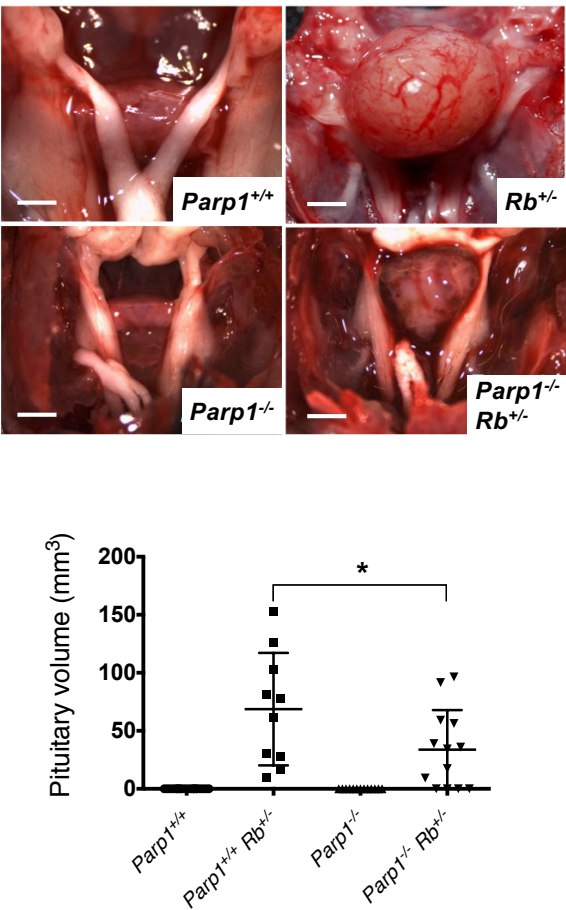 Parp1+/+
Rb+/-
Parp1-/-
Parp1-/-
Rb+/-
Pituitary volume (mm3)
200
150
100
50
0
*
Parp1+/+
Parp1+/+ Rb+/-
Parp1-/-
Parp1-/- Rb+/-